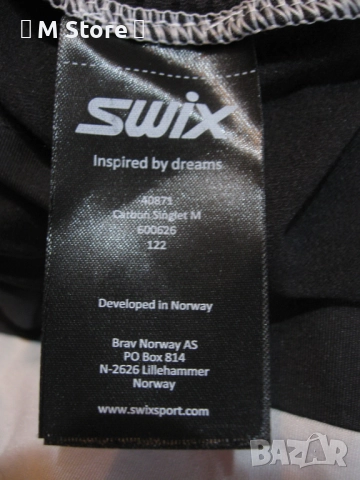 [ M Store ]
SWIX
Inspired by dreams
40871
Carbon Singlet M
600626
122
Developed in Norway
Brav Norway AS
PO Box 814
N-2626 Lillehammer
Norway
www.swixsport.com
BAZAR